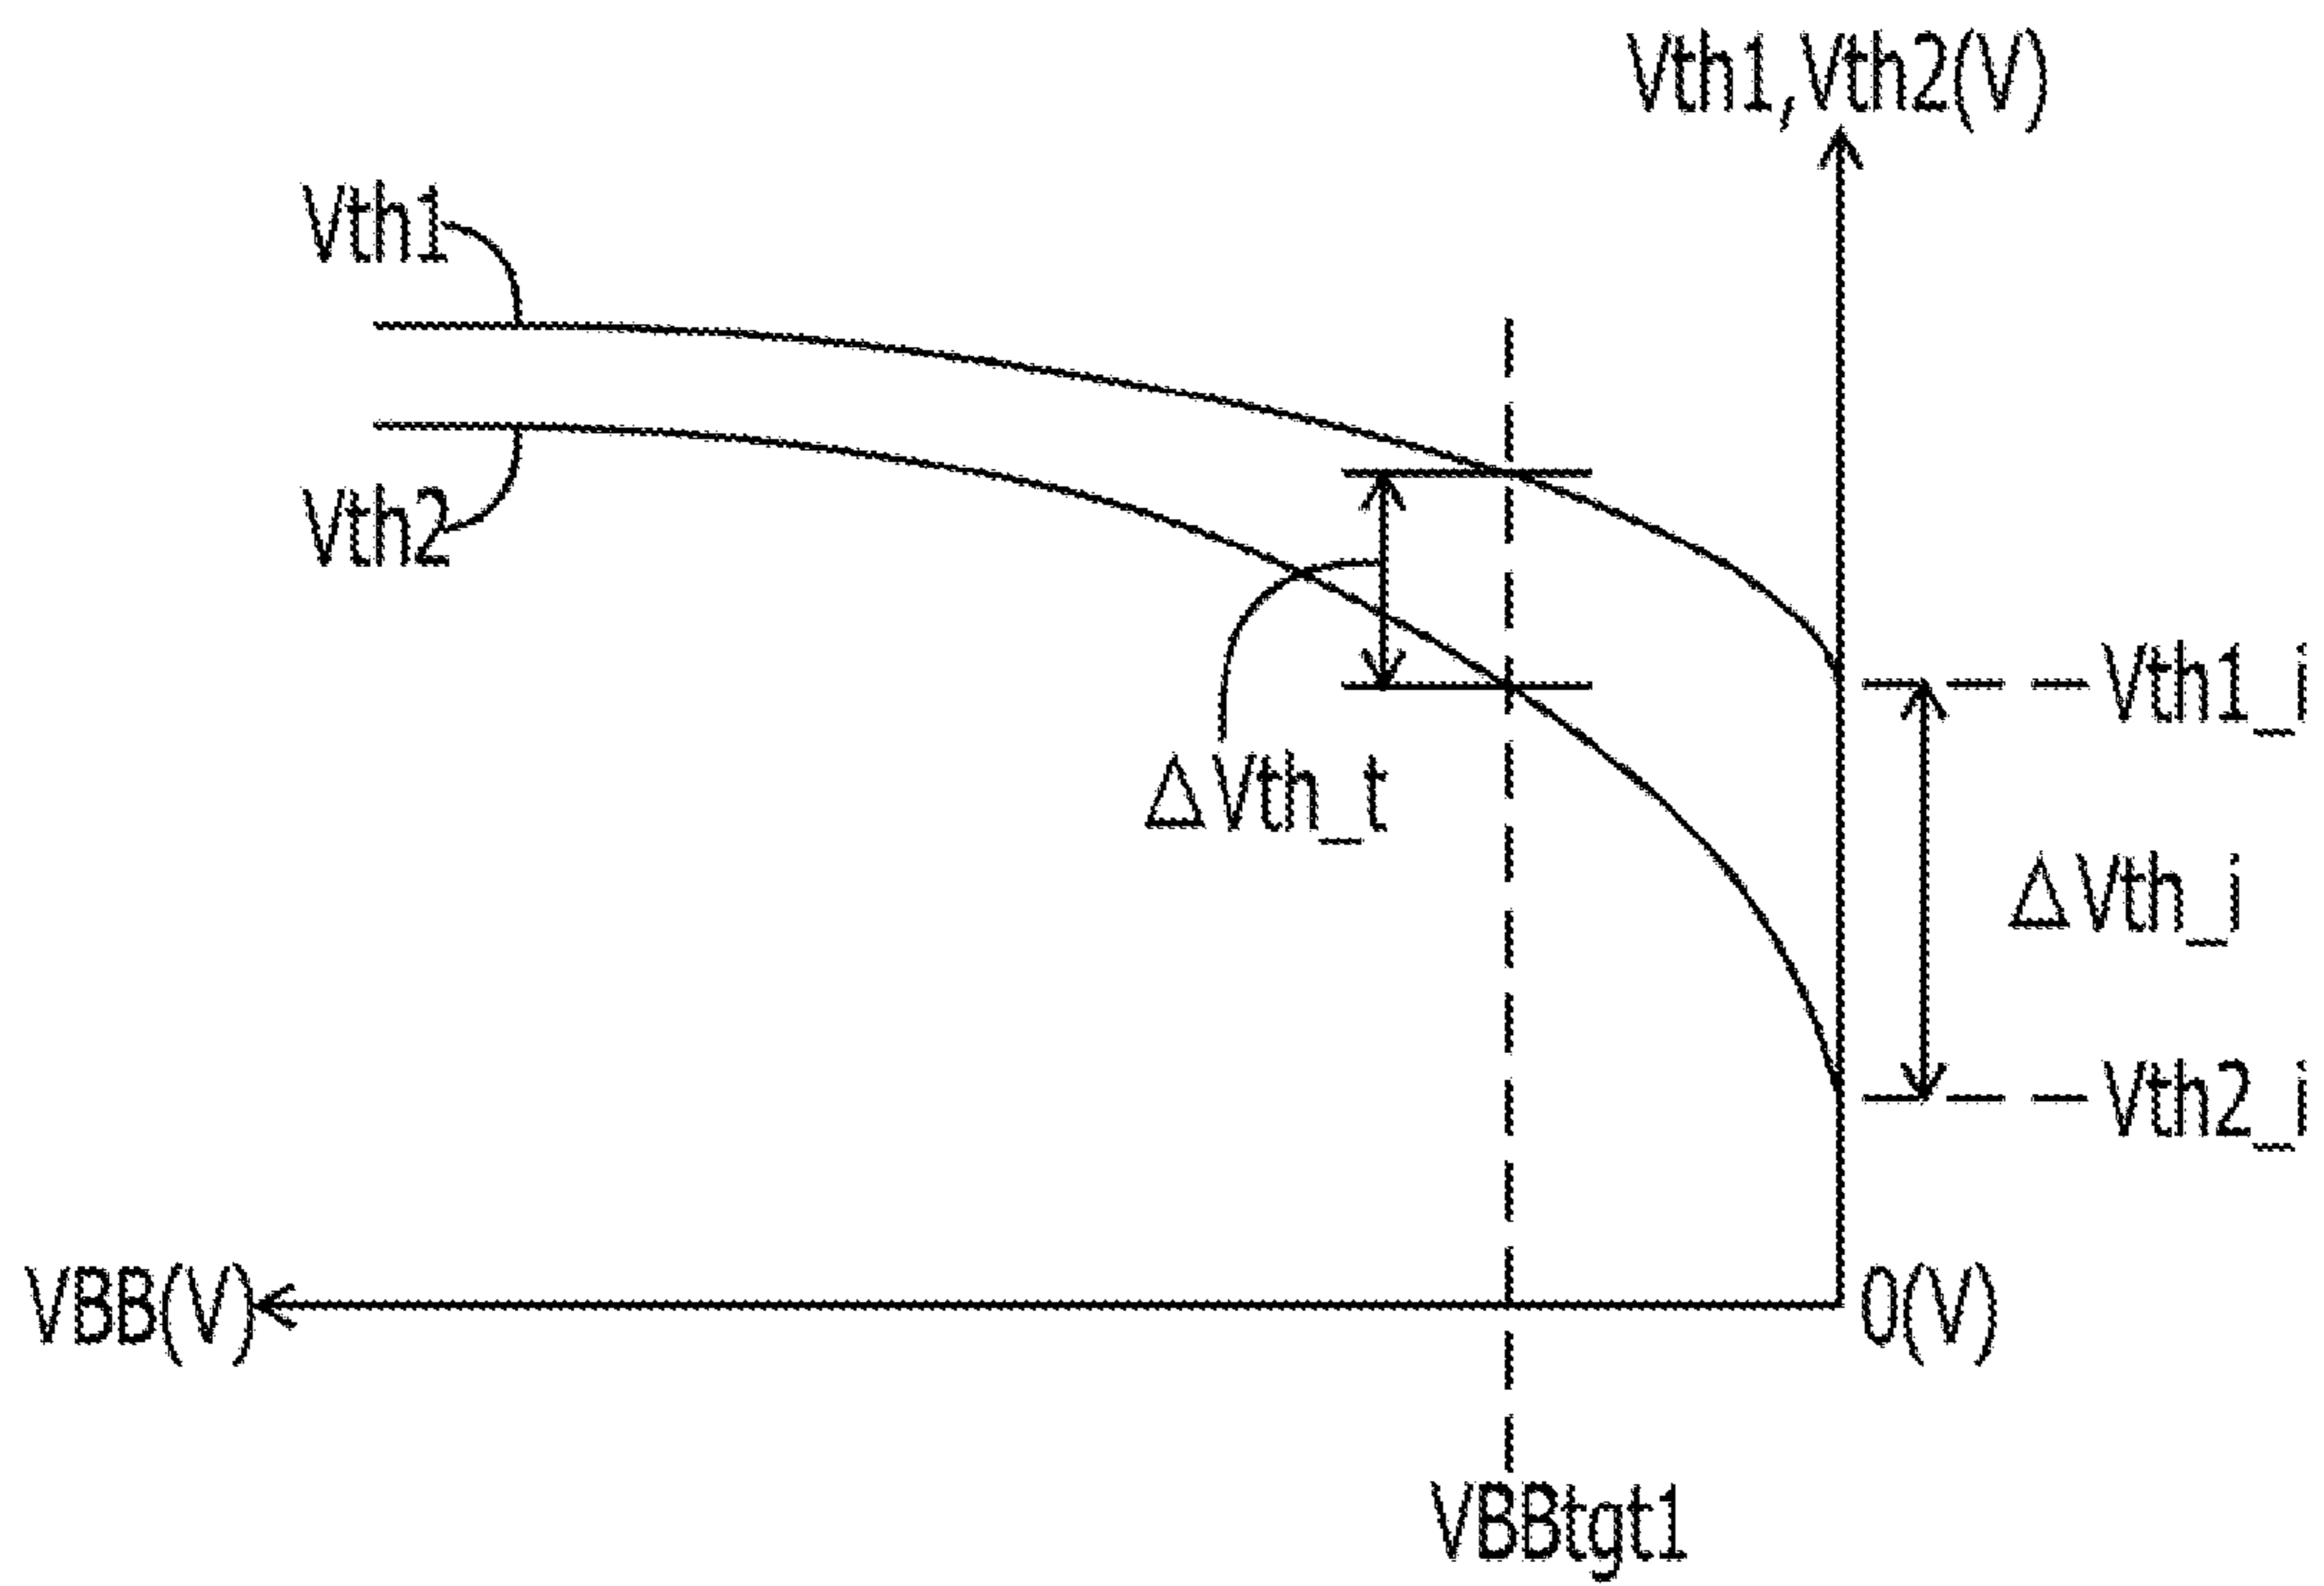 Vth1,Vth2(V)
Vth1
Vth2
Vth1_i
ΔVth_t
ΔVth_i
Vth2_i
VBB(V)
0(V)
VBBtgt1